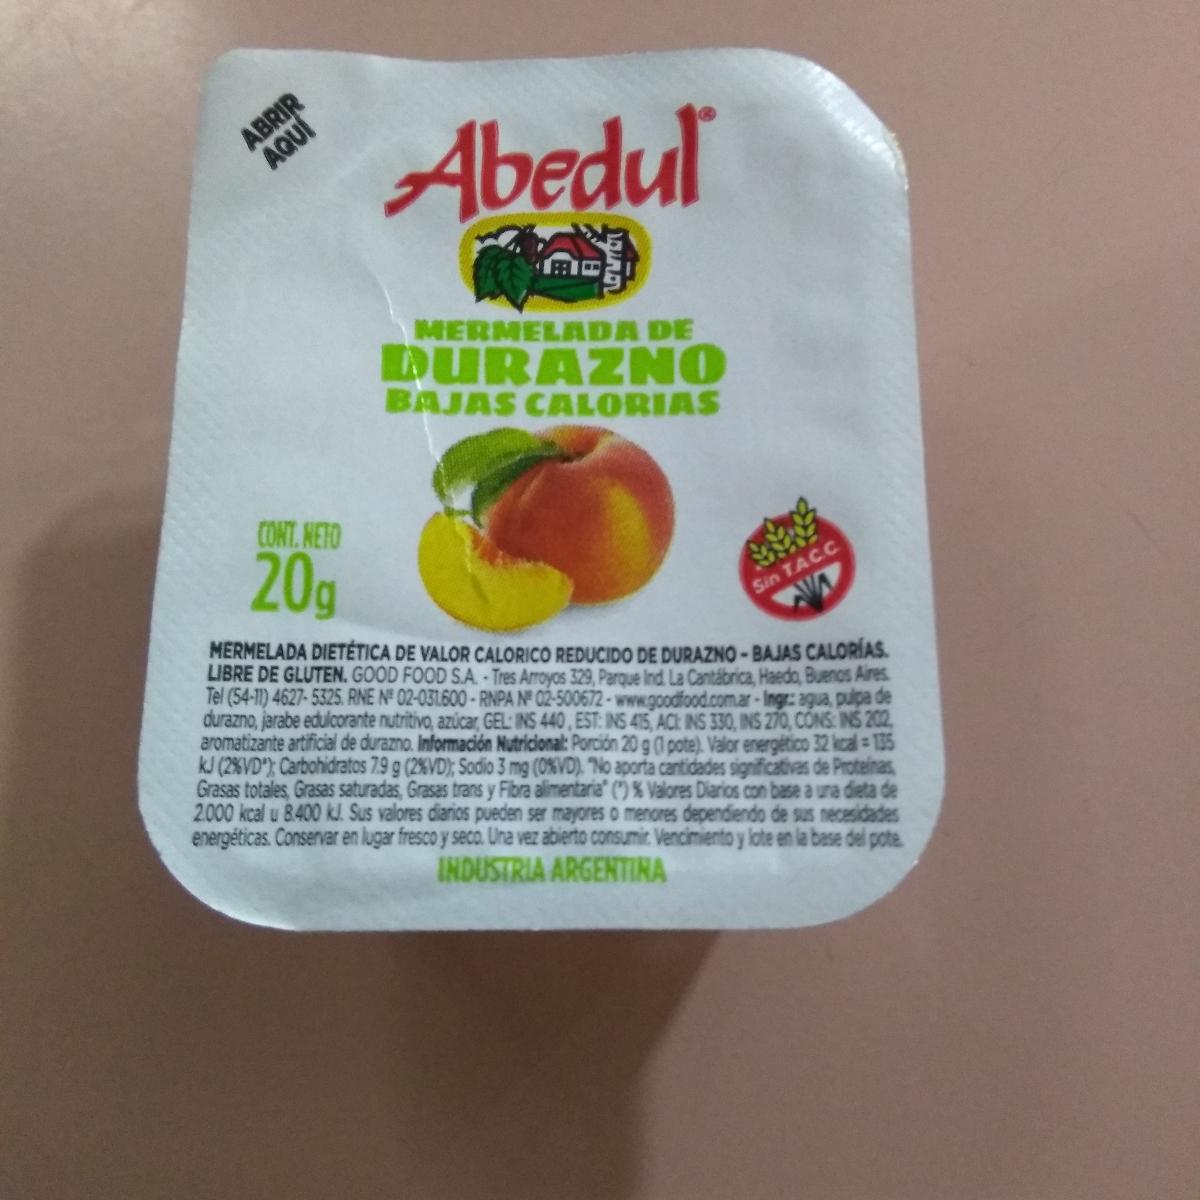 ABRIR
AQUÍ
Abedul®
MERMELADA DE
DURAZNO
BAJAS CALORIAS
CONT. NETO
20g
Sin T.A.C.C.
MERMELADA DIETÉTICA DE VALOR CALORICO REDUCIDO DE DURAZNO - BAJAS CALORÍAS.
LIBRE DE GLUTEN. GOOD FOOD S.A. - Tres Arroyos 329, Parque Ind. La Cantábrica, Haedo, Buenos Aires.
Tel (54-11) 4627- 5325. RNE Nº 02-031.600 - RNPA Nº 02-500672 - www.goodfood.com.ar - Ingr.: agua, pulpa de
durazno, jarabe edulcorante nutritivo, azúcar, GEL: INS 440 , EST: INS 415, ACI: INS 330, INS 270, CONS: INS 202,
aromatizante artificial de durazno. Información Nutricional: Porción 20 g (1 pote). Valor energético 32 kcal = 135
kJ (2%VD*); Carbohidratos 7.9 g (2%VD); Sodio 3 mg (0%VD). "No aporta cantidades significativas de Proteínas,
Grasas totales, Grasas saturadas, Grasas trans y Fibra alimentaria" (*) % Valores Diarios con base a una dieta de
2.000 kcal u 8.400 kJ. Sus valores diarios pueden ser mayores o menores dependiendo de sus necesidades
energéticas. Conservar en lugar fresco y seco. Una vez abierto consumir. Vencimiento y lote en la base del pote.
INDUSTRIA ARGENTINA